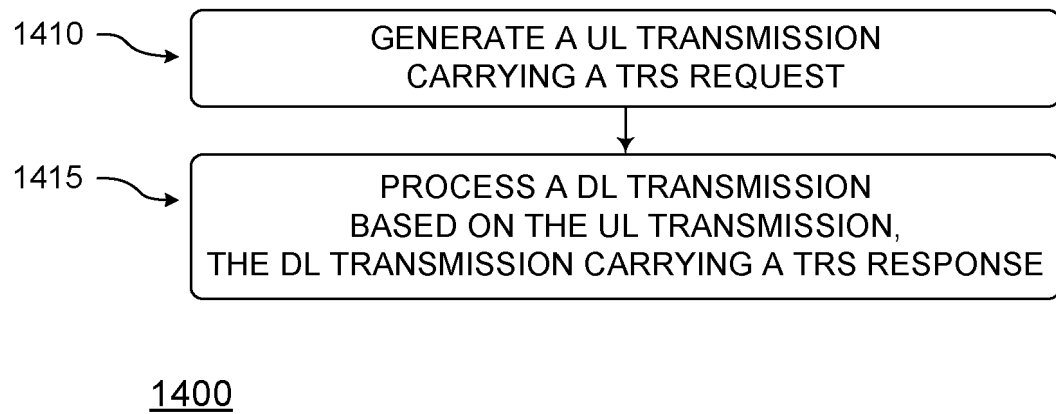 1410
GENERATE A UL TRANSMISSION
CARRYING A TRS REQUEST
1415
PROCESS A DL TRANSMISSION
BASED ON THE UL TRANSMISSION,
THE DL TRANSMISSION CARRYING A TRS RESPONSE
1400